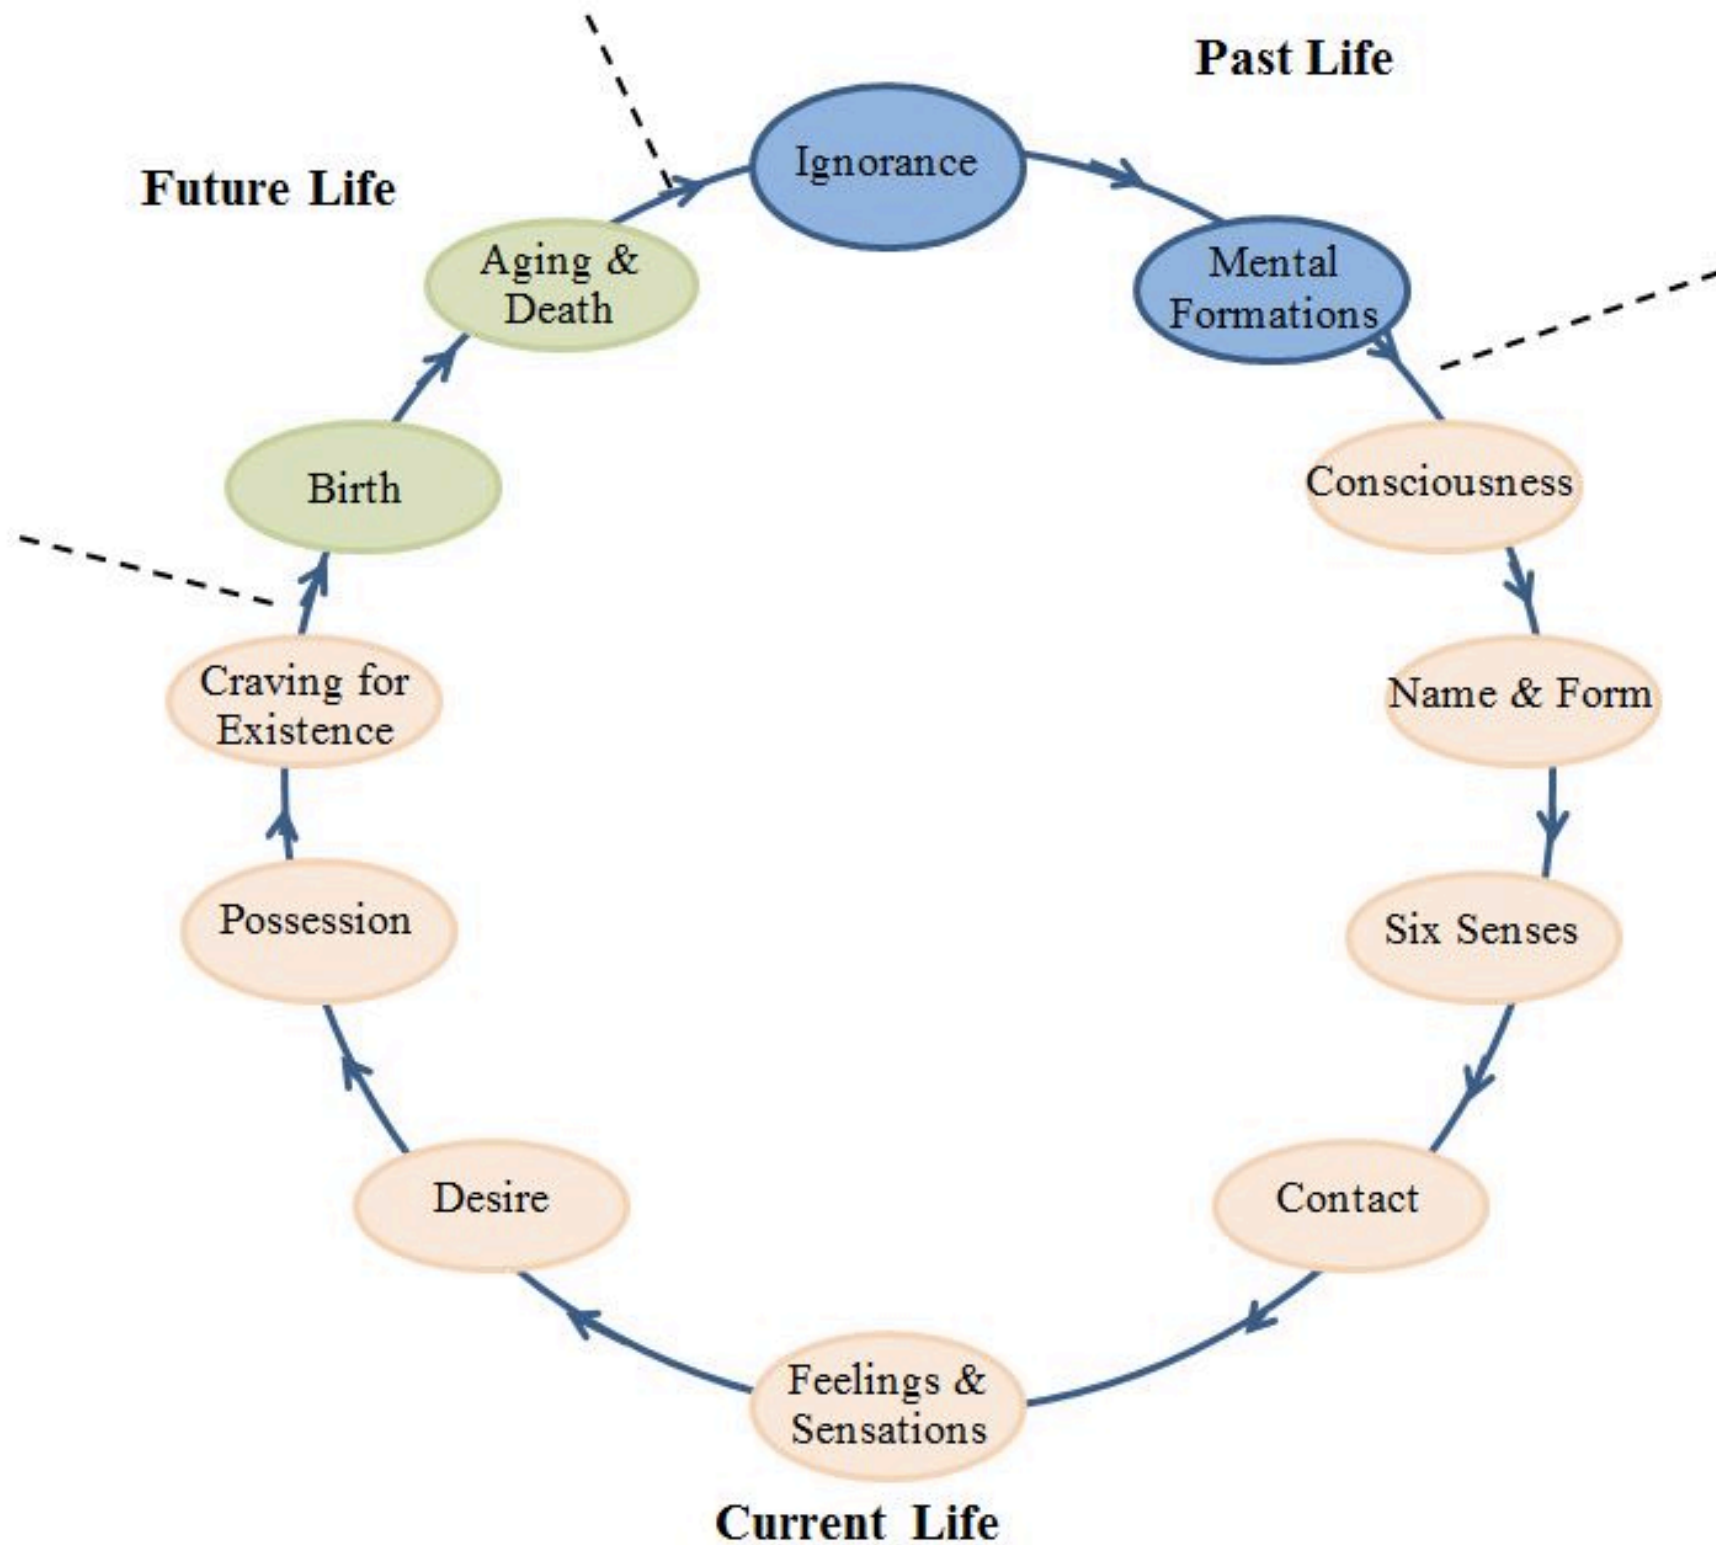 Past Life
Future Life
Ignorance
Mental
Formations
Consciousness
Name & Form
Six Senses
Contact
Feelings &
Sensations
Desire
Possession
Craving for
Existence
Birth
Aging &
Death
Current Life